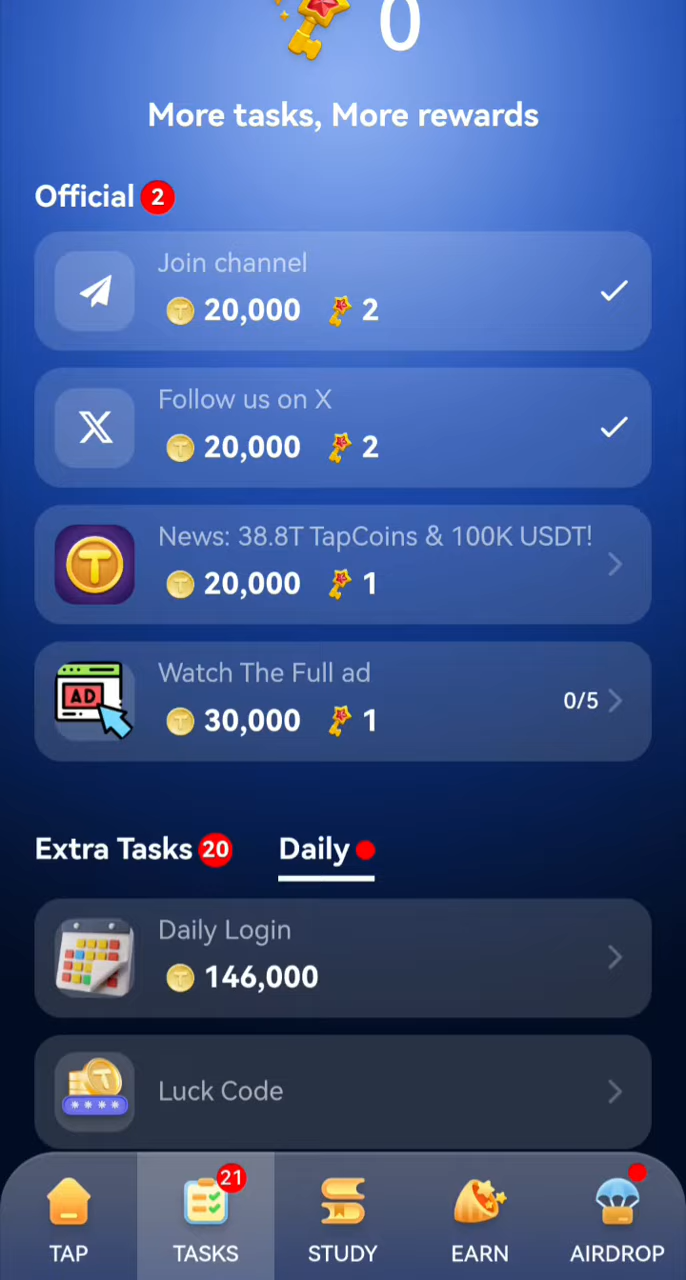 0
More tasks, More rewards
Official 2
Join channel
20,000 2
Follow us on X
20,000 2
News: 38.8T TapCoins & 100K USDT!
20,000 1
AD
Watch The Full ad
0/5
30,000 1
Extra Tasks 20 Daily
Daily Login
146,000
Luck Code
21
TAP TASKS STUDY EARN AIRDROP